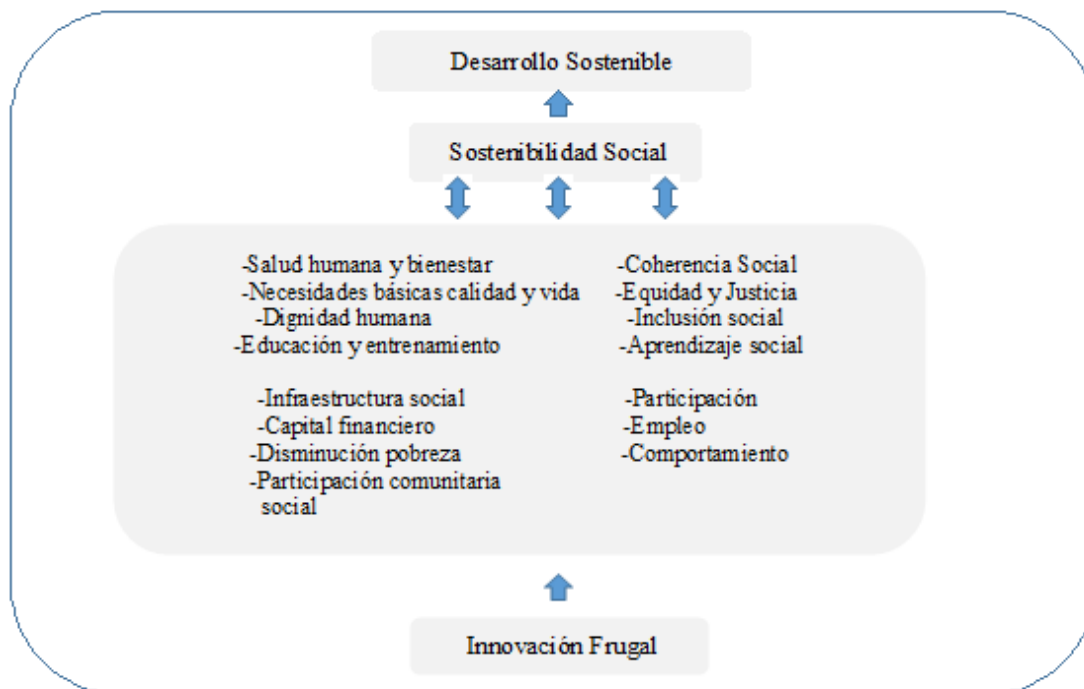 Desarrollo Sostenible
Sostenibilidad Social
-Salud humana y bienestar
-Necesidades básicas calidad y vida
-Dignidad humana
-Educación y entrenamiento
-Infraestructura social
-Capital financiero
-Disminución pobreza
-Participación comunitaria
social
-Coherencia Social
-Equidad y Justicia
-Inclusión social
-Aprendizaje social
-Participación
-Empleo
-Comportamiento
Innovación Frugal